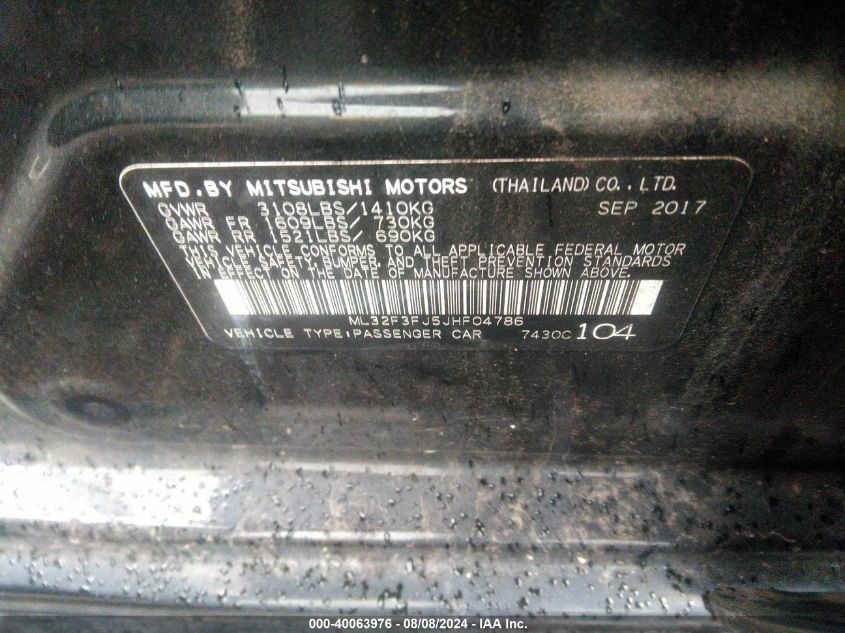 MFD.BY MITSUBISHI MOTORS (THAILAND) CO.,LTD.
GVWR 3108LBS/1410KG SEP 2017
GAWR FR 1609LBS/ 730KG
GAWR RR 1521LBS/ 690KG
THIS VEHICLE CONFORMS TO ALL APPLICABLE FEDERAL MOTOR
VEHICLE SAFETY BUMPER, AND THEFT PREVENTION STANDARDS
IN EFFECT ON THE DATE OF MANUFACTURE SHOWN ABOVE.
ML32F3FJ5JHF04786
VEHICLE TYPE:PASSENGER CAR 7430C 104
000-40063976 - 08/08/2024 - IAA Inc.